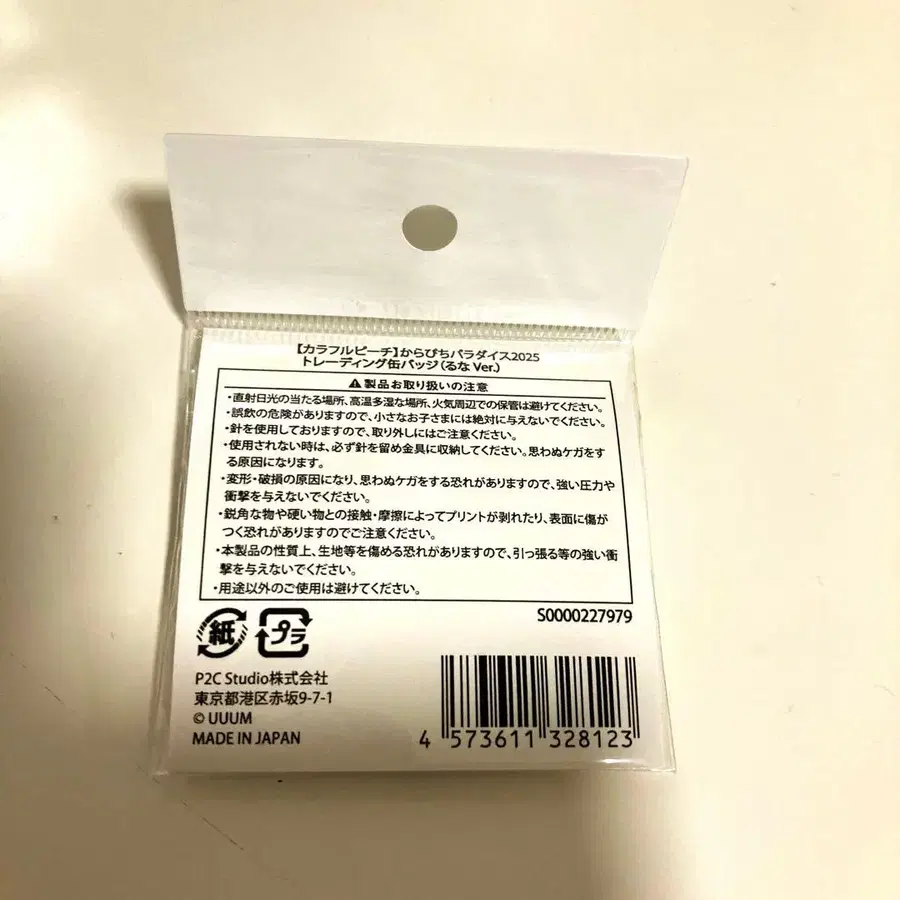 【カラフルピーチ】からぴちパラダイス2025
トレーディング缶バッジ(るな Ver.)
⚠製品お取り扱いの注意
・直射日光の当たる場所、高温多湿な場所、火気周辺での保管は避けてください。
・誤飲の危険がありますので、小さなお子さまには絶対に与えないでください。
・針を使用しておりますので、取り外しにはご注意ください。
・使用されない時は、必ず針を留め金具に収納してください。思わぬケガをす
る原因になります。
・変形・破損の原因になり、思わぬケガをする恐れがありますので、強い圧力や
衝撃を与えないでください。
・鋭角な物や硬い物との接触・摩擦によってプリントが剥れたり、表面に傷が
つく恐れがありますのでご注意ください。
・本製品の性質上、生地等を傷める恐れがありますので、引っ張る等の強い衝
撃を与えないでください。
・用途以外のご使用は避けてください。
S0000227979
紙 プラ
P2C Studio株式会社
東京都港区赤坂9-7-1
© UUUM
MADE IN JAPAN
4 573611 328123